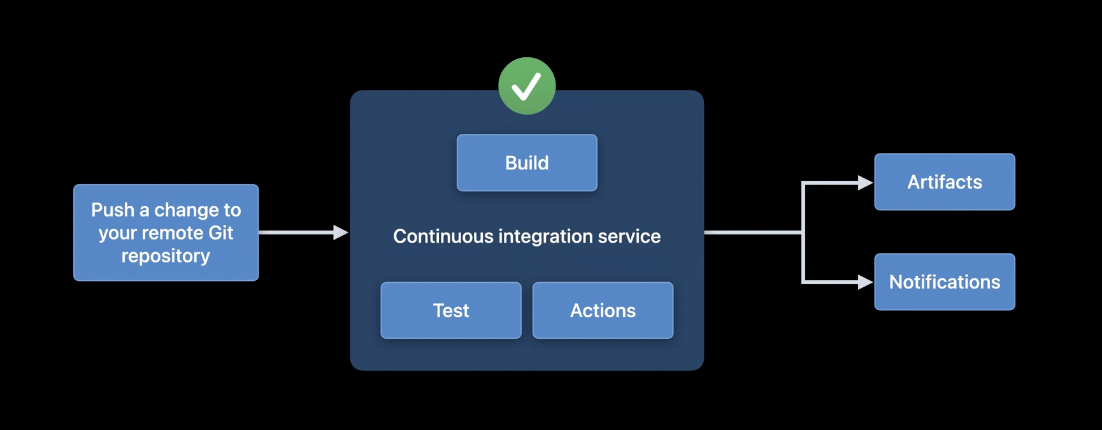 Push a change to
your remote Git
repository
Build
Continuous integration service
Test
Actions
Artifacts
Notifications